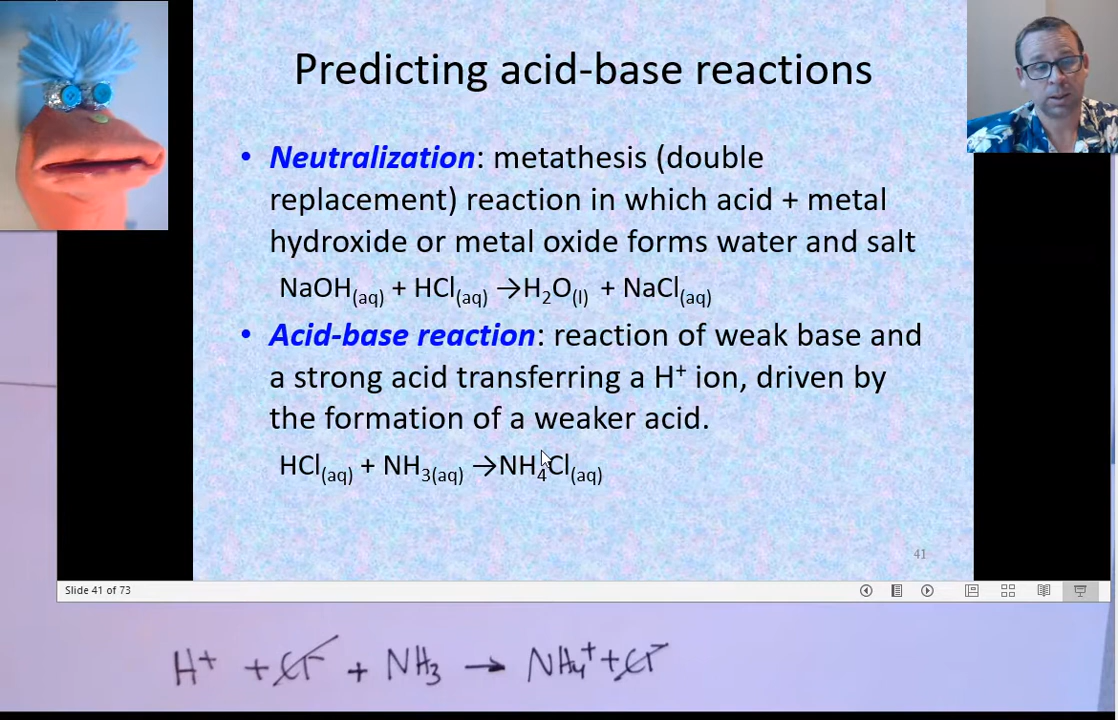 Predicting acid-base reactions
• Neutralization: metathesis (double
replacement) reaction in which acid + metal
hydroxide or metal oxide forms water and salt
NaOH(aq) + HCl(aq) →H2O(l) + NaCl(aq)
• Acid-base reaction: reaction of weak base and
a strong acid transferring a H⁺ ion, driven by
the formation of a weaker acid.
HCl(aq) + NH3(aq) →NH4Cl(aq)
41
Slide 41 of 73
H⁺ + Cl⁻ + NH3 → NH4⁺ + Cl⁻